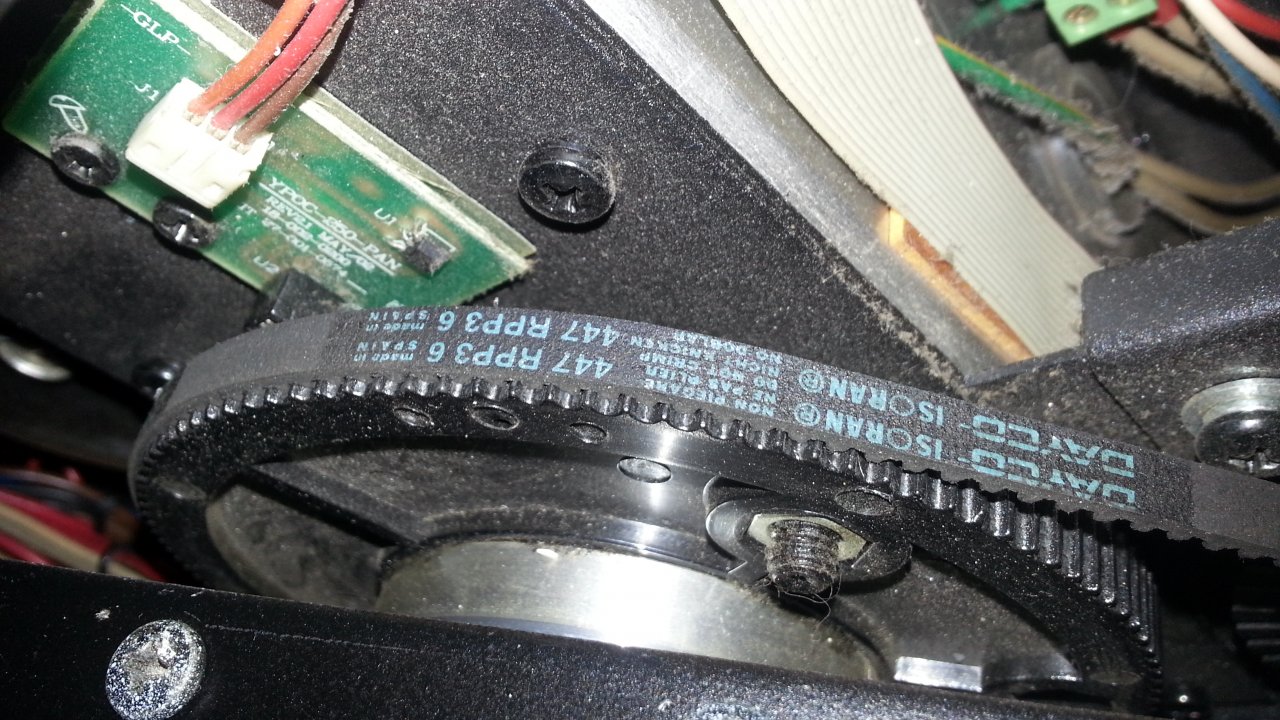 GLP
J1
YPOC-250-PAN
U1
U2
447 RPP3 6 made in SPAIN
447 RPP3 6 made in SPAIN
NON PIEGARE
NE PAS PLIER
DO NOT CRIMP
NICHT KNICKEN
NO DOBLAR
DAYCO ISORAN®
DAYCO ISORAN®